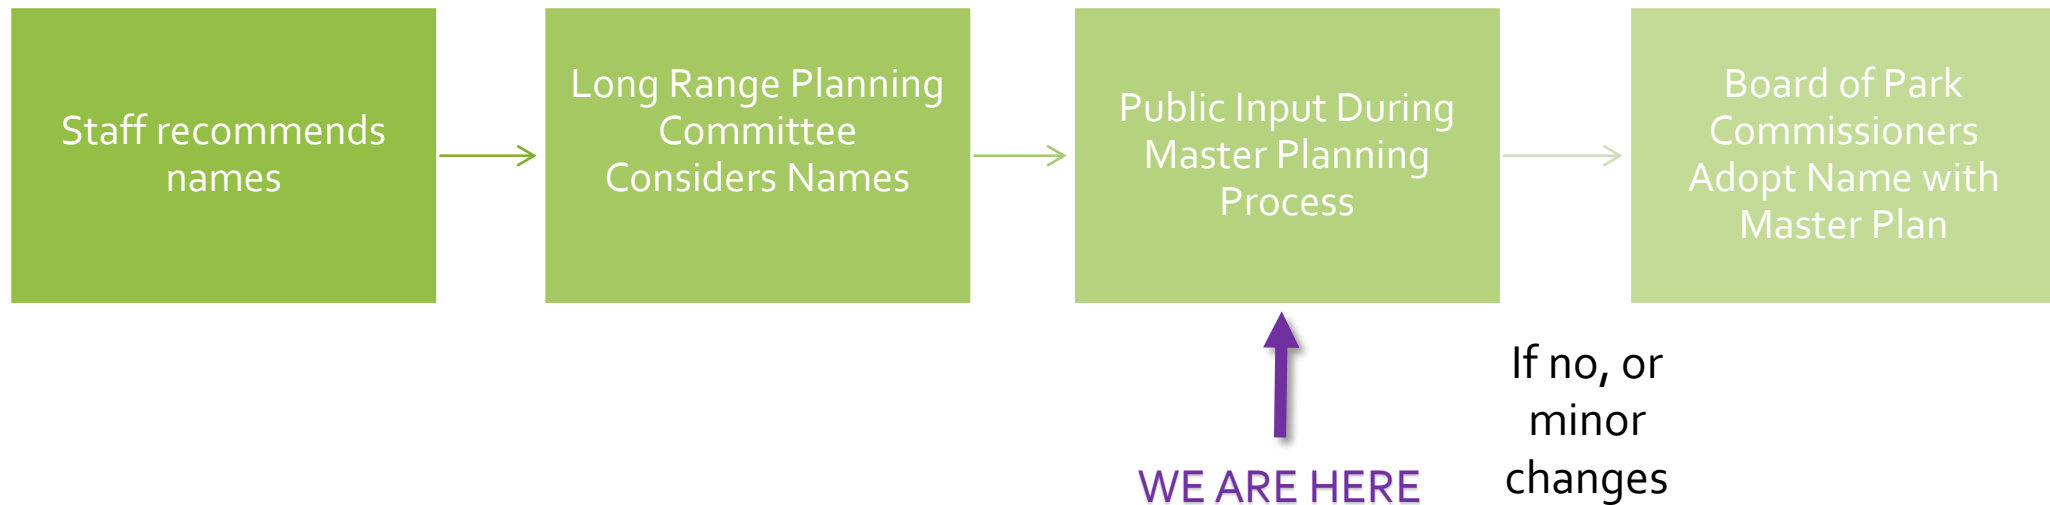 Staff recommends
names
Long Range Planning
Committee
Considers Names
Public Input During
Master Planning
Process
Board of Park
Commissioners
Adopt Name with
Master Plan
WE ARE HERE
If no, or
minor
changes